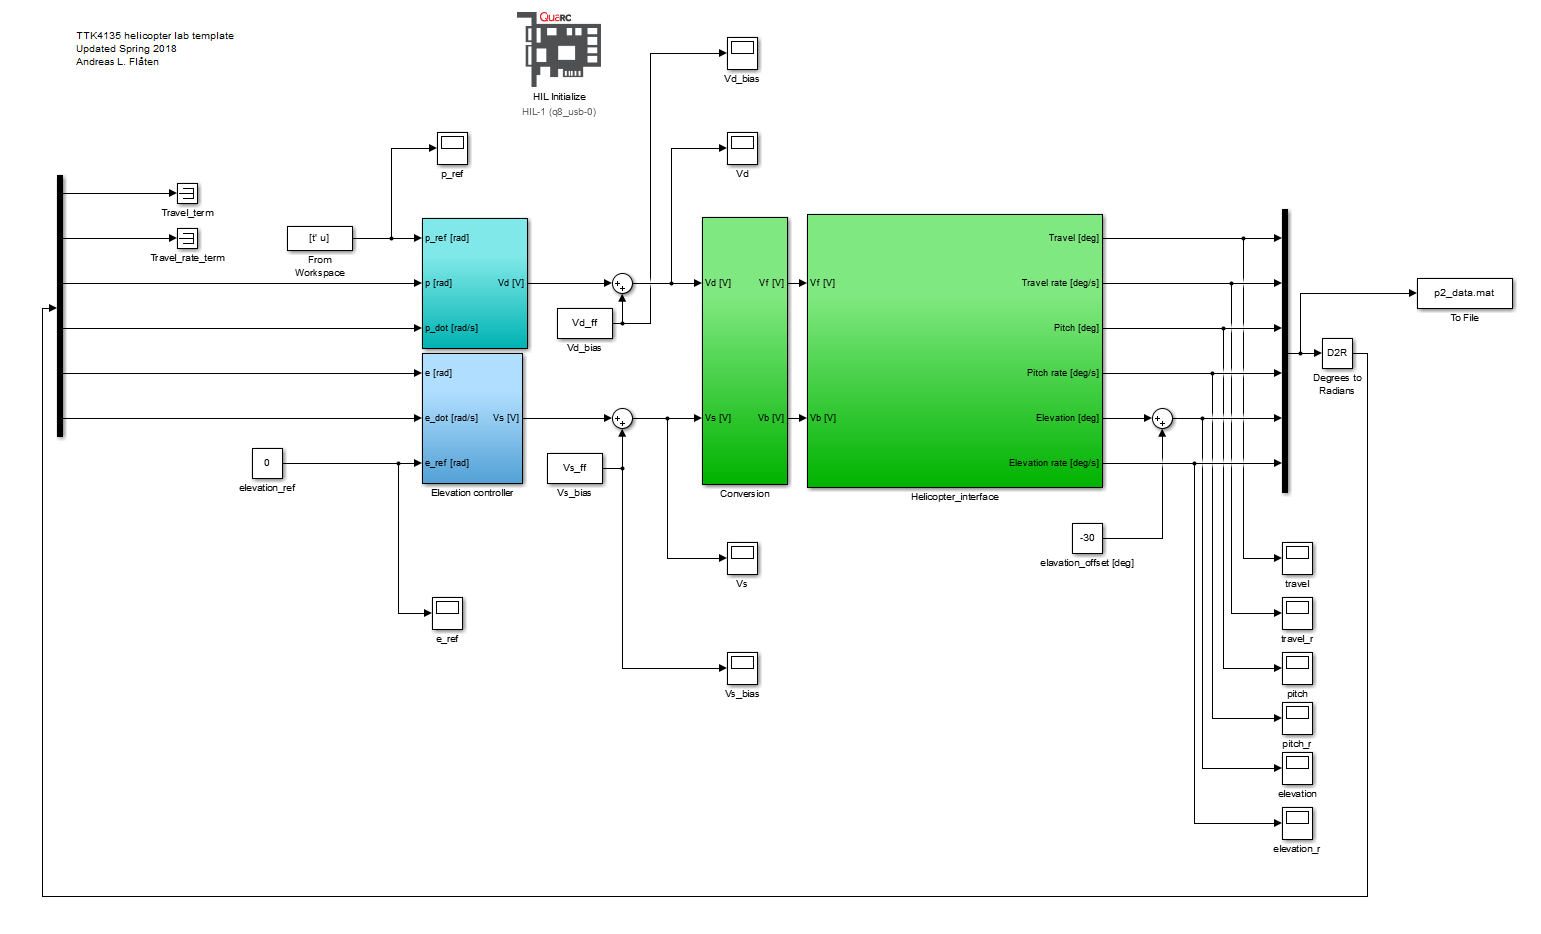 TTK4135 helicopter lab template
Updated Spring 2018
Andreas L. Flåten
QUARC
HIL Initialize
HIL-1 (q8_usb-0)
Vd_bias
p_ref
Vd
Travel_term
Travel_rate_term
[t' u]
From
Workspace
p_ref [rad]
p [rad]
p_dot [rad/s]
Vd [V]
Vd_ff
Vd_bias
e [rad]
e_dot [rad/s]
e_ref [rad]
Vs [V]
Elevation controller
0
elevation_ref
Vs_ff
Vs_bias
Vd [V]
Vf [V]
Vs [V]
Vb [V]
Conversion
Vf [V]
Vb [V]
Travel [deg]
Travel rate [deg/s]
Pitch [deg]
Pitch rate [deg/s]
Elevation [deg]
Elevation rate [deg/s]
Helicopter_interface
p2_data.mat
To File
D2R
Degrees to
Radians
-30
elavation_offset [deg]
Vs
e_ref
Vs_bias
travel
travel_r
pitch
pitch_r
elevation
elevation_r